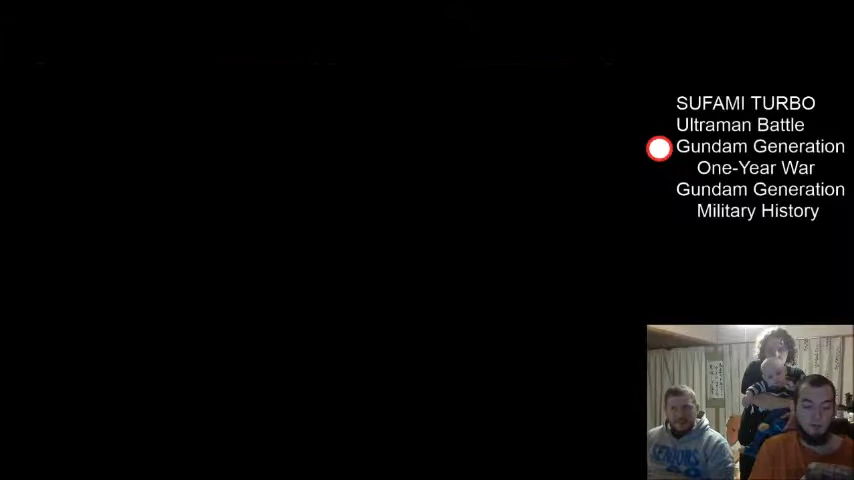 SUFAMI TURBO
Ultraman Battle
Gundam Generation
One-Year War
Gundam Generation
Military History